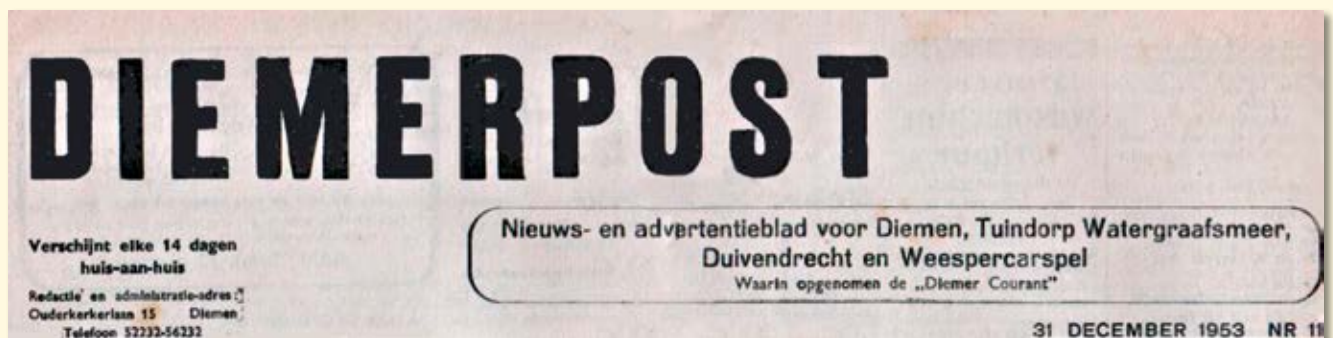 DIEMERPOST
Verschijnt elke 14 dagen
huis-aan-huis
Redactie en administratie-adres:
Ouderkerkerlaan 15 Diemen
Telefoon 52232-56232
Nieuws- en advertentieblad voor Diemen, Tuindorp Watergraafsmeer,
Duivendrecht en Weespercarspel
Waarin opgenomen de „Diemer Courant"
31 DECEMBER 1953 NR 11